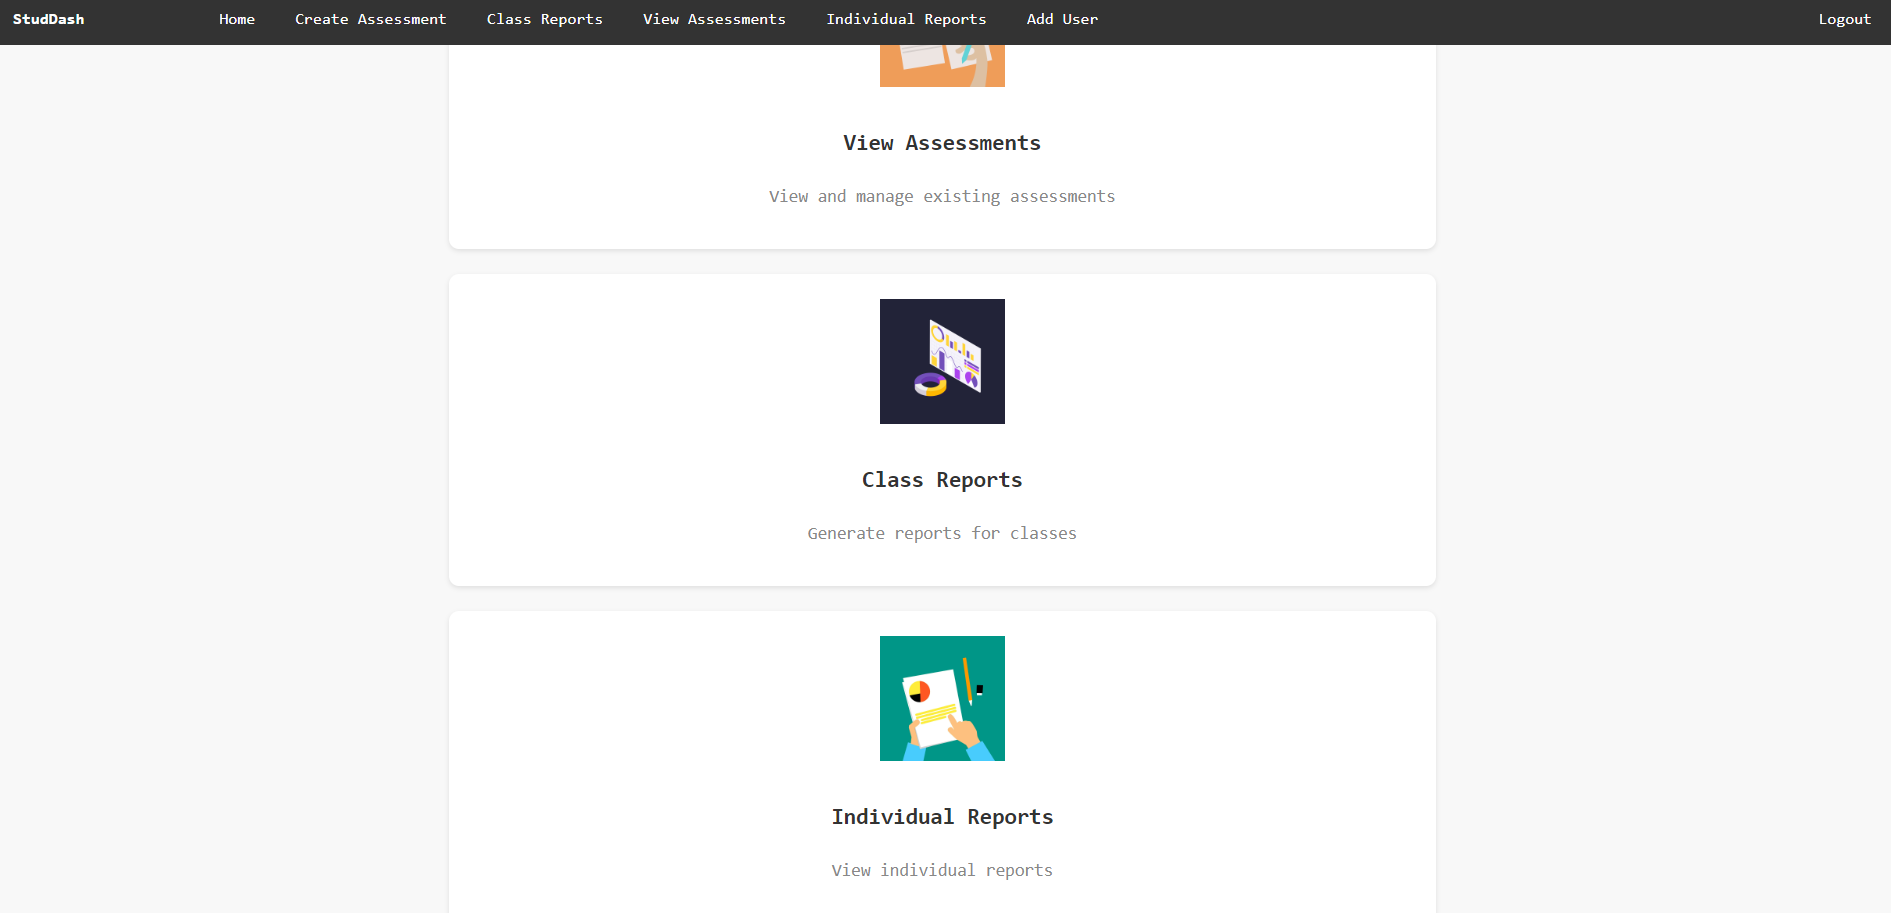 StudDash Home Create Assessment Class Reports View Assessments Individual Reports Add User Logout
View Assessments
View and manage existing assessments
Class Reports
Generate reports for classes
Individual Reports
View individual reports